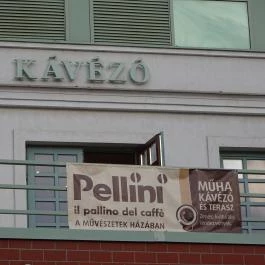 KÁVÉZÓ
Pellini
il pallino del caffè
A MŰVÉSZETEK HÁZÁBAN
MŰHA
KÁVÉZÓ
ÉS TERASZ